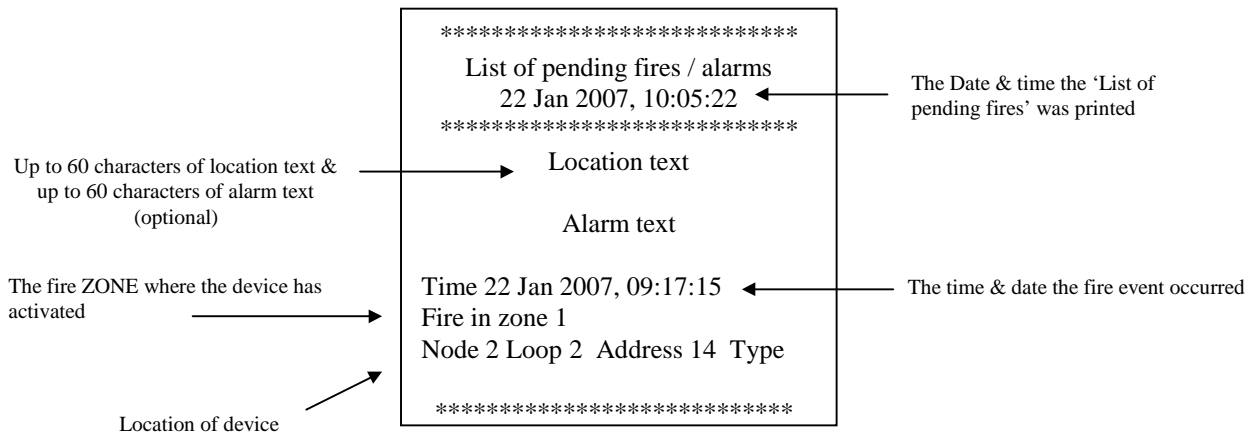 ****************************
List of pending fires / alarms
22 Jan 2007, 10:05:22
****************************
Location text
Alarm text
Time 22 Jan 2007, 09:17:15
Fire in zone 1
Node 2 Loop 2 Address 14 Type
****************************
The Date & time the ‘List of
pending fires’ was printed
Up to 60 characters of location text &
up to 60 characters of alarm text
(optional)
The fire ZONE where the device has
activated
The time & date the fire event occurred
Location of device